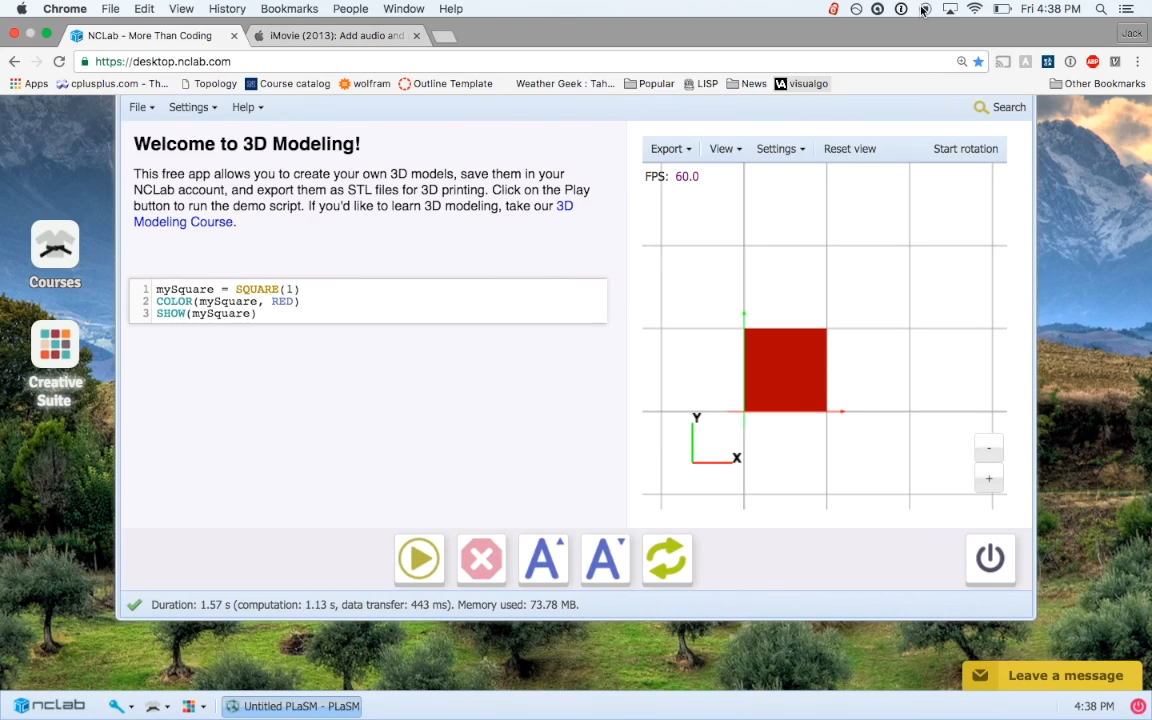 Chrome File Edit View History Bookmarks People Window Help Fri 4:38 PM
NCLab - More Than Coding iMovie (2013): Add audio and Jack
https://desktop.nclab.com
Apps cplusplus.com - Th... Topology Course catalog wolfram Outline Template Weather Geek : Tah... Popular LISP News visualgo Other Bookmarks
File Settings Help Search
Welcome to 3D Modeling!
This free app allows you to create your own 3D models, save them in your
NCLab account, and export them as STL files for 3D printing. Click on the Play
button to run the demo script. If you'd like to learn 3D modeling, take our 3D
Modeling Course.
1 mySquare = SQUARE(1)
2 COLOR(mySquare, RED)
3 SHOW(mySquare)
Export View Settings Reset view Start rotation
FPS: 60.0
Y
X
-
+
Courses
Creative
Suite
A A
Duration: 1.57 s (computation: 1.13 s, data transfer: 443 ms). Memory used: 73.78 MB.
Leave a message
nclab Untitled PLaSM - PLaSM 4:38 PM